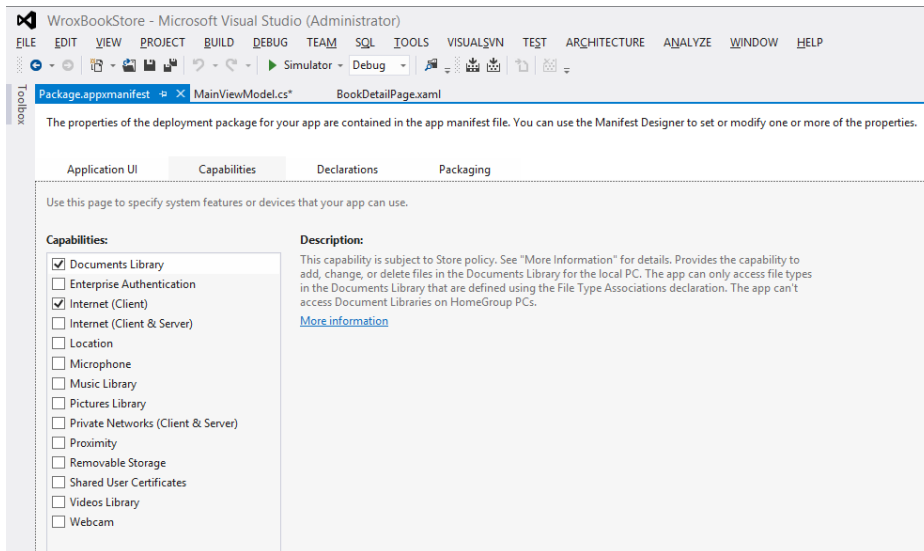 WroxBookStore - Microsoft Visual Studio (Administrator)
FILE EDIT VIEW PROJECT BUILD DEBUG TEAM SQL TOOLS VISUALSVN TEST ARCHITECTURE ANALYZE WINDOW HELP
Simulator Debug
Toolbox
Package.appxmanifest MainViewModel.cs* BookDetailPage.xaml
The properties of the deployment package for your app are contained in the app manifest file. You can use the Manifest Designer to set or modify one or more of the properties.
Application UI Capabilities Declarations Packaging
Use this page to specify system features or devices that your app can use.
Capabilities:
Documents Library
Enterprise Authentication
Internet (Client)
Internet (Client & Server)
Location
Microphone
Music Library
Pictures Library
Private Networks (Client & Server)
Proximity
Removable Storage
Shared User Certificates
Videos Library
Webcam
Description:
This capability is subject to Store policy. See "More Information" for details. Provides the capability to
add, change, or delete files in the Documents Library for the local PC. The app can only access file types
in the Documents Library that are defined using the File Type Associations declaration. The app can't
access Document Libraries on HomeGroup PCs.
More information